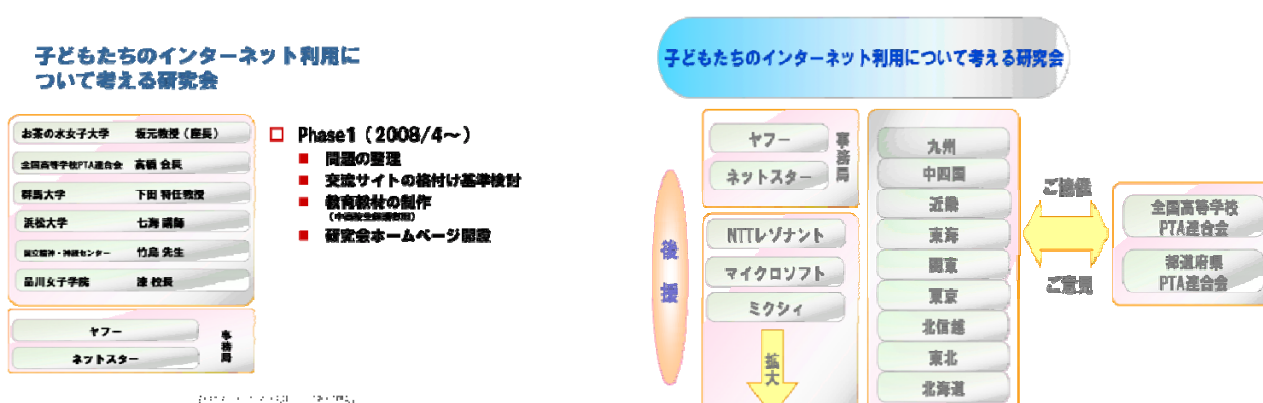 子どもたちのインターネット利用に
ついて考える研究会
お茶の水女子大学 坂元教授(座長)
全国高等学校PTA連合会 高橋 会長
群馬大学 下田 特任教授
浜松大学 七海 講師
国立精神・神経センター 竹島 先生
品川女子学院 漆 校長
ヤフー
ネットスター
事務局
Phase1(2008/4~)
問題の整理
交流サイトの格付け基準検討
教育教材の制作
研究会ホームページ開設
子どもたちのインターネット利用について考える研究会
後援
ヤフー
ネットスター
事務局
NTTレゾナント
マイクロソフト
ミクシィ
拡大
九州
中四国
近畿
東海
関東
東京
北信越
東北
北海道
ご協賛
ご意見
全国高等学校
PTA連合会
都道府県
PTA連合会